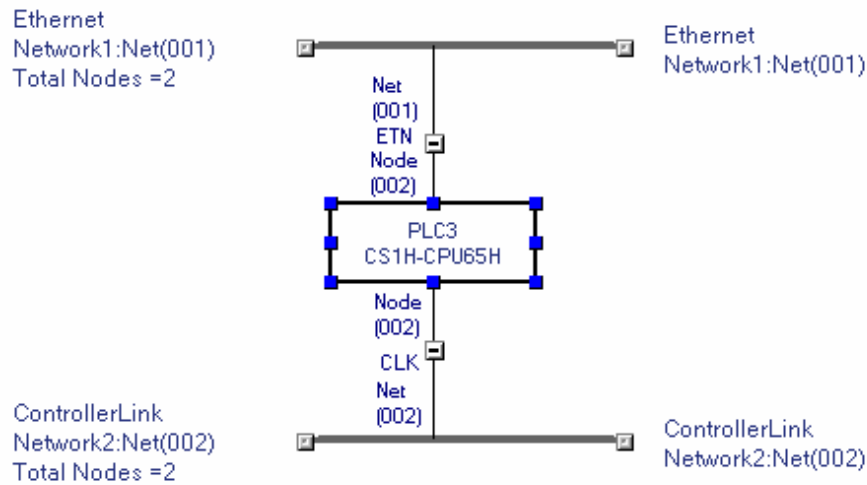 Ethernet
Network1:Net(001)
Total Nodes =2
Ethernet
Network1:Net(001)
Net
(001)
ETN
Node
(002)
PLC3
CS1H-CPU65H
Node
(002)
CLK
Net
(002)
ControllerLink
Network2:Net(002)
Total Nodes =2
ControllerLink
Network2:Net(002)